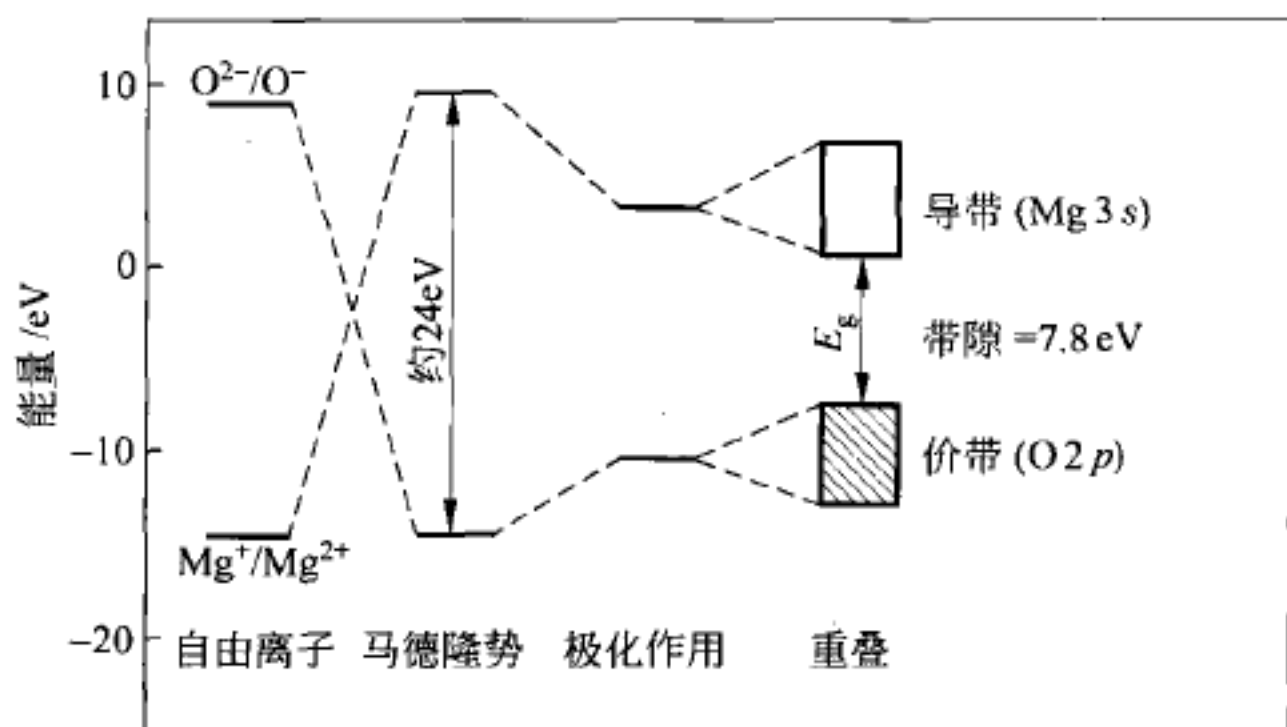 10
O²⁻/O⁻
导带 (Mg 3 s)
0
能量 /eV
约24eV
E_g
带隙 =7.8 eV
-10
价带 (O 2 p)
Mg⁺/Mg²⁺
-20
自由离子 马德隆势 极化作用 重叠